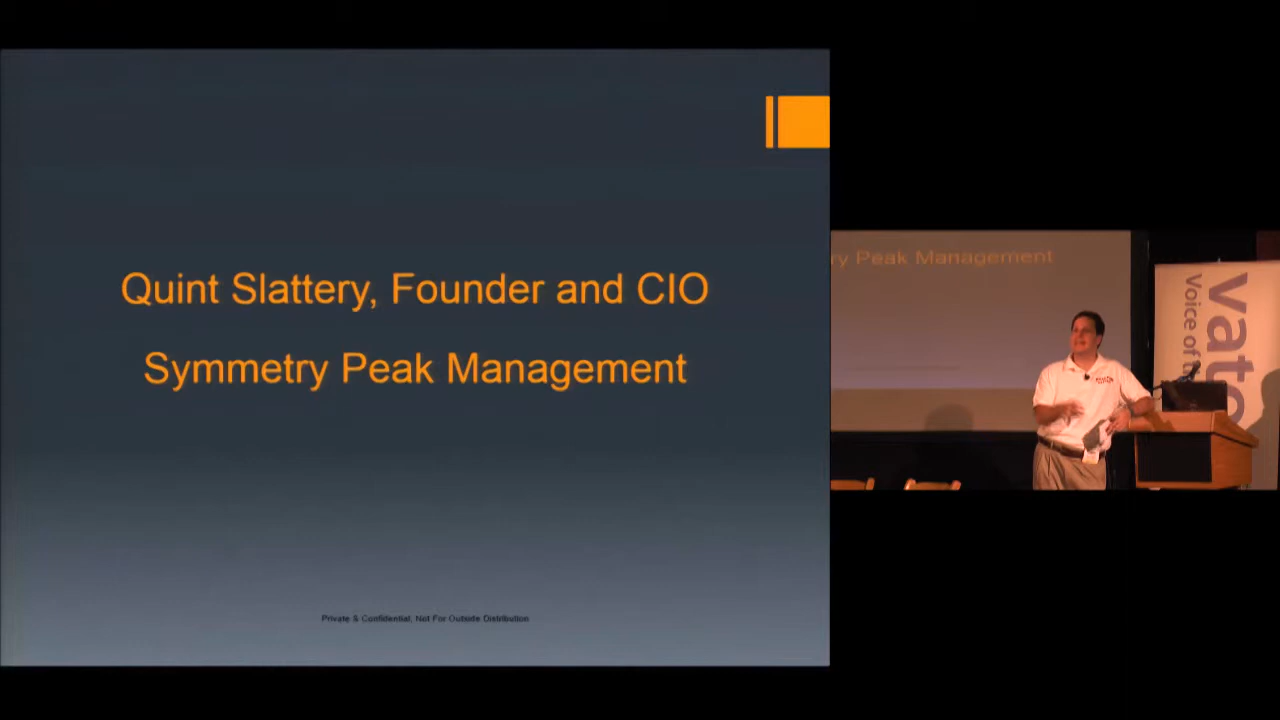 Quint Slattery, Founder and CIO
Symmetry Peak Management
Private & Confidential, Not For Outside Distribution
ry Peak Management
vato
Voice of t